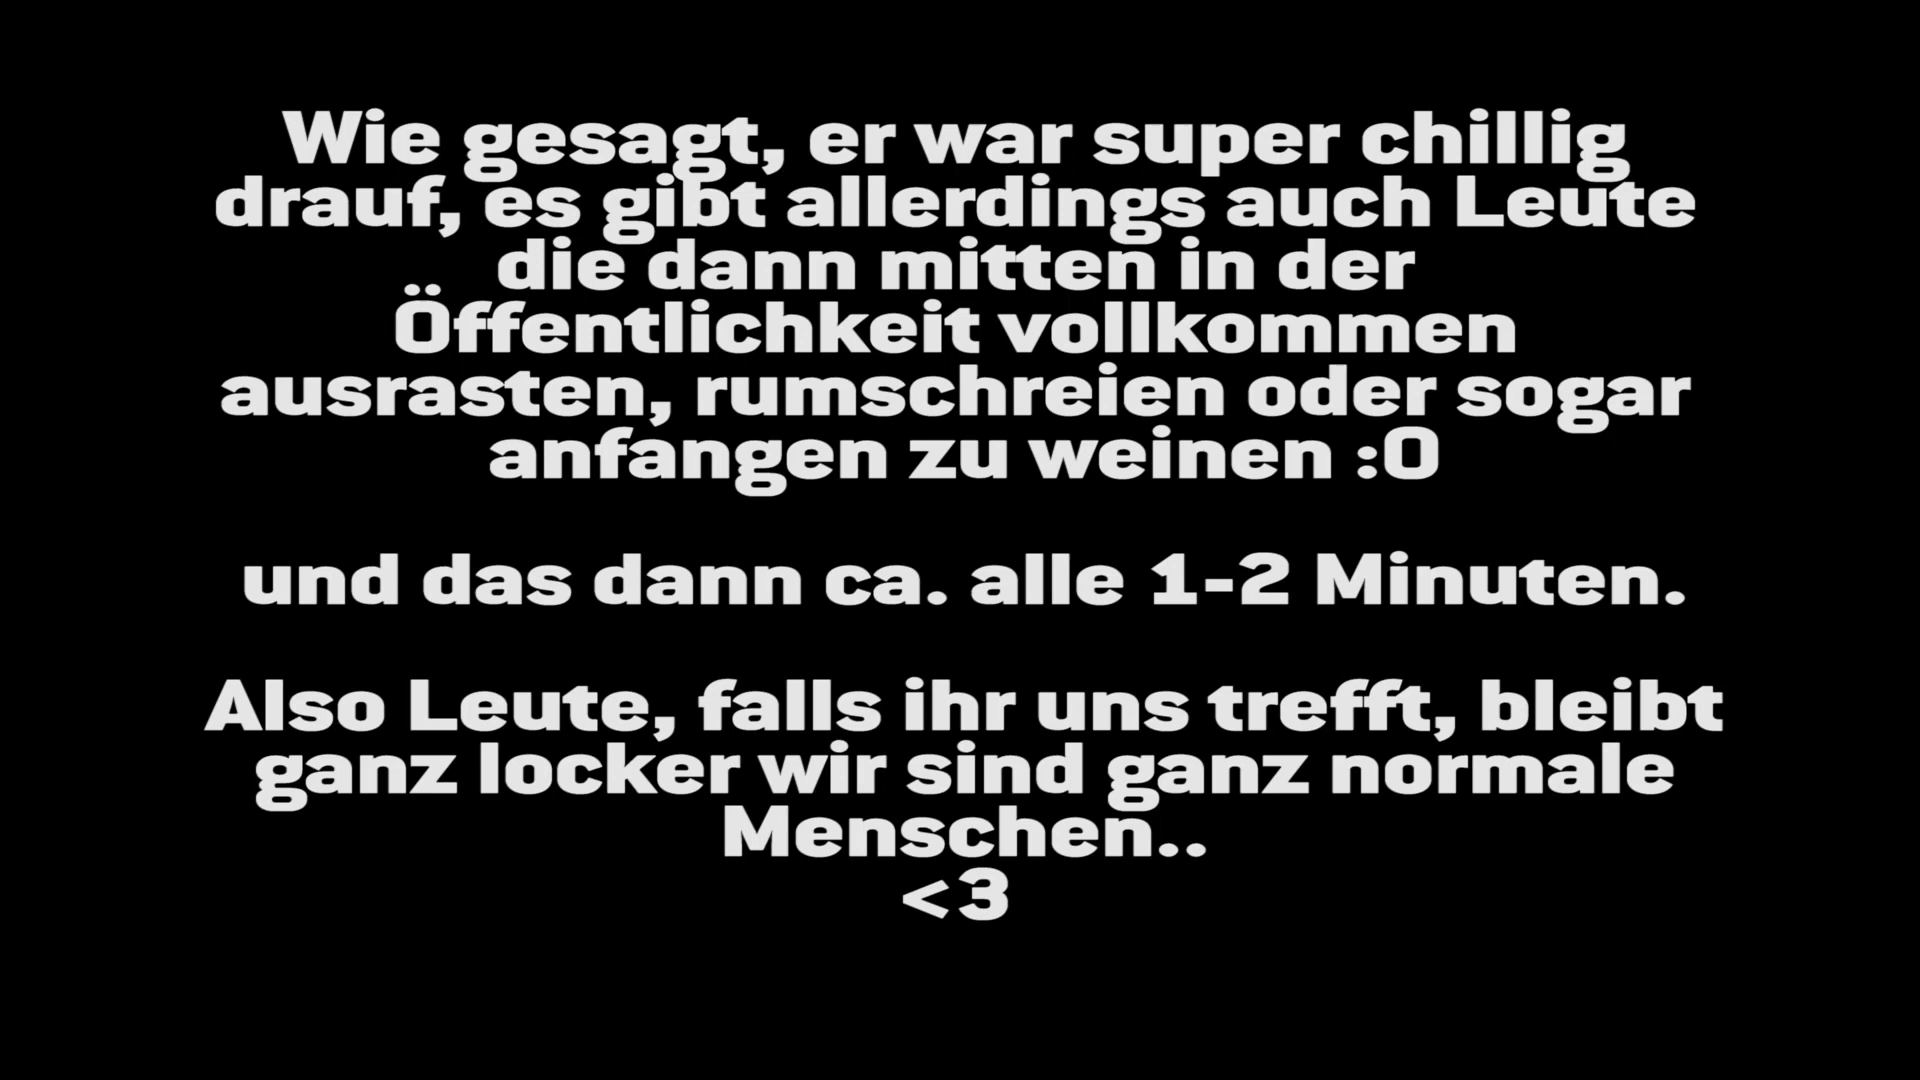 Wie gesagt, er war super chillig
drauf, es gibt allerdings auch Leute
die dann mitten in der
Öffentlichkeit vollkommen
ausrasten, rumschreien oder sogar
anfangen zu weinen :O
und das dann ca. alle 1-2 Minuten.
Also Leute, falls ihr uns trefft, bleibt
ganz locker wir sind ganz normale
Menschen..
<3